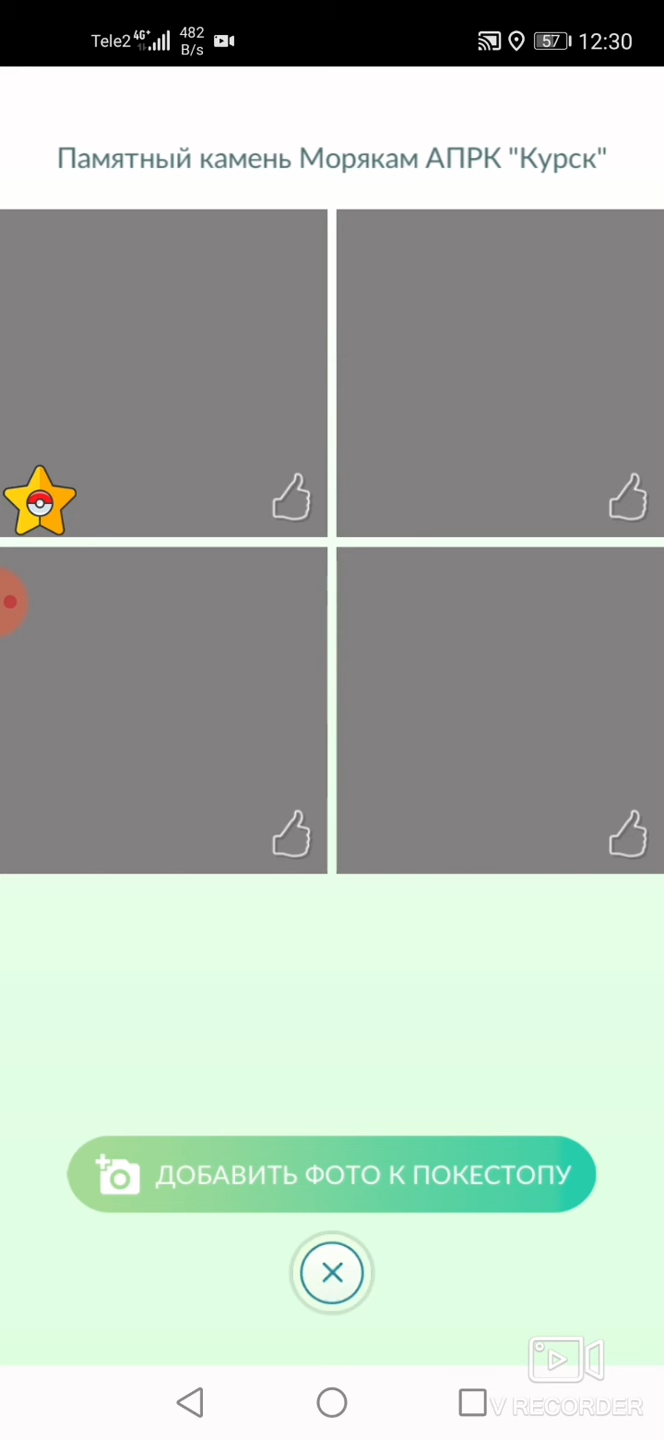 Tele2 4G+ 482 B/s 57 12:30
Памятный камень Морякам АПРК "Курск"
ДОБАВИТЬ ФОТО К ПОКЕСТОПУ
V RECORDER